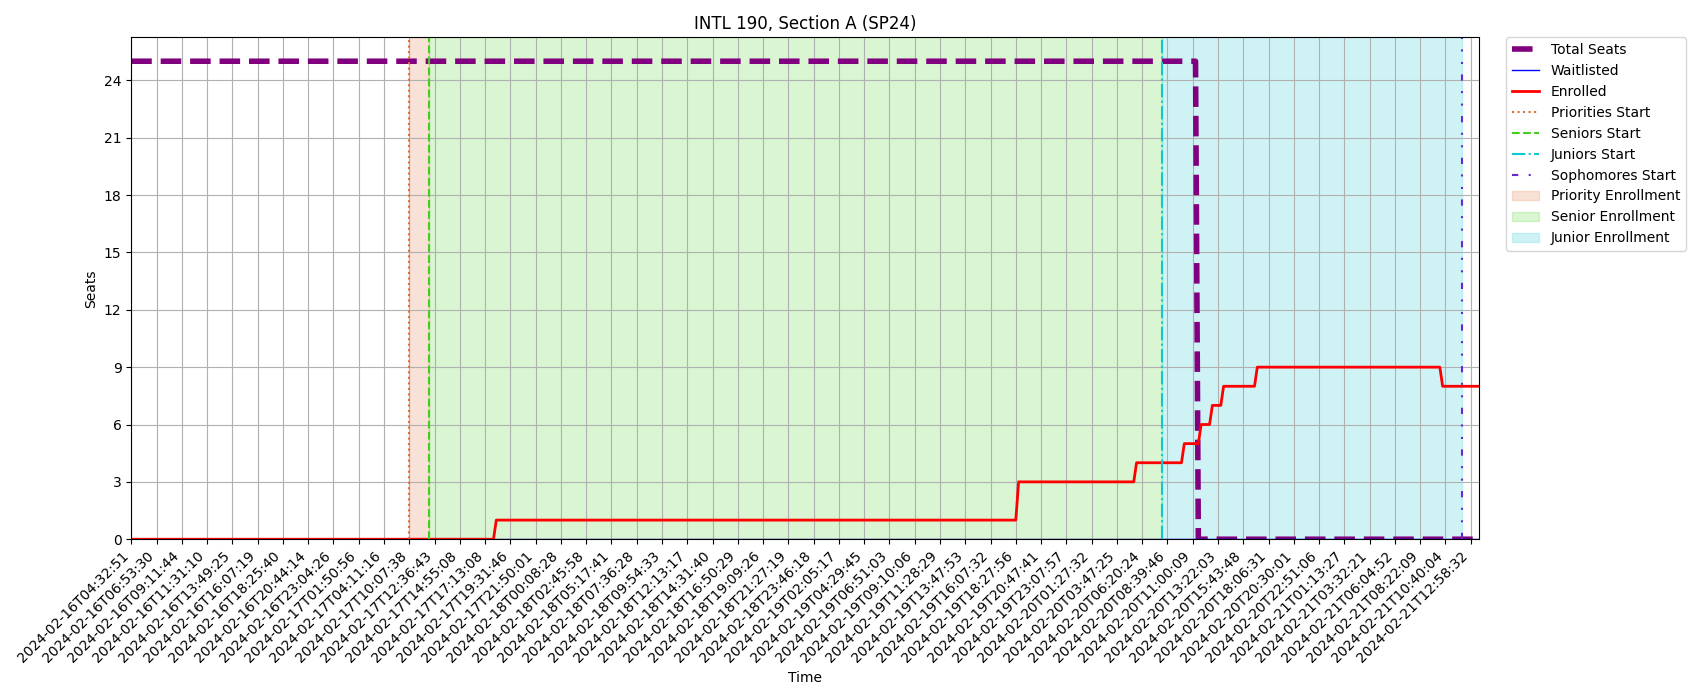 INTL 190, Section A (SP24)
Seats
24
21
18
15
12
9
6
3
0
2024-02-16T04:32:51
2024-02-16T06:53:30
2024-02-16T09:11:44
2024-02-16T11:31:10
2024-02-16T13:49:25
2024-02-16T16:07:19
2024-02-16T18:25:40
2024-02-16T20:44:14
2024-02-16T23:04:26
2024-02-17T01:50:56
2024-02-17T04:11:16
2024-02-17T10:07:38
2024-02-17T12:36:43
2024-02-17T14:55:08
2024-02-17T17:13:08
2024-02-17T19:31:46
2024-02-17T21:50:01
2024-02-18T00:08:28
2024-02-18T02:45:58
2024-02-18T05:17:41
2024-02-18T07:36:28
2024-02-18T09:54:33
2024-02-18T12:13:17
2024-02-18T14:31:40
2024-02-18T16:50:29
2024-02-18T19:09:26
2024-02-18T21:27:19
2024-02-18T23:46:18
2024-02-19T02:05:17
2024-02-19T04:29:45
2024-02-19T06:51:03
2024-02-19T09:10:06
2024-02-19T11:28:29
2024-02-19T13:47:53
2024-02-19T16:07:32
2024-02-19T18:27:56
2024-02-19T20:47:41
2024-02-19T23:07:57
2024-02-20T01:27:32
2024-02-20T03:47:25
2024-02-20T06:20:24
2024-02-20T08:39:46
2024-02-20T11:00:09
2024-02-20T13:22:03
2024-02-20T15:43:48
2024-02-20T18:06:31
2024-02-20T20:30:01
2024-02-20T22:51:06
2024-02-21T01:13:27
2024-02-21T03:32:21
2024-02-21T06:04:52
2024-02-21T08:22:09
2024-02-21T10:40:04
2024-02-21T12:58:32
Time
Total Seats
Waitlisted
Enrolled
Priorities Start
Seniors Start
Juniors Start
Sophomores Start
Priority Enrollment
Senior Enrollment
Junior Enrollment